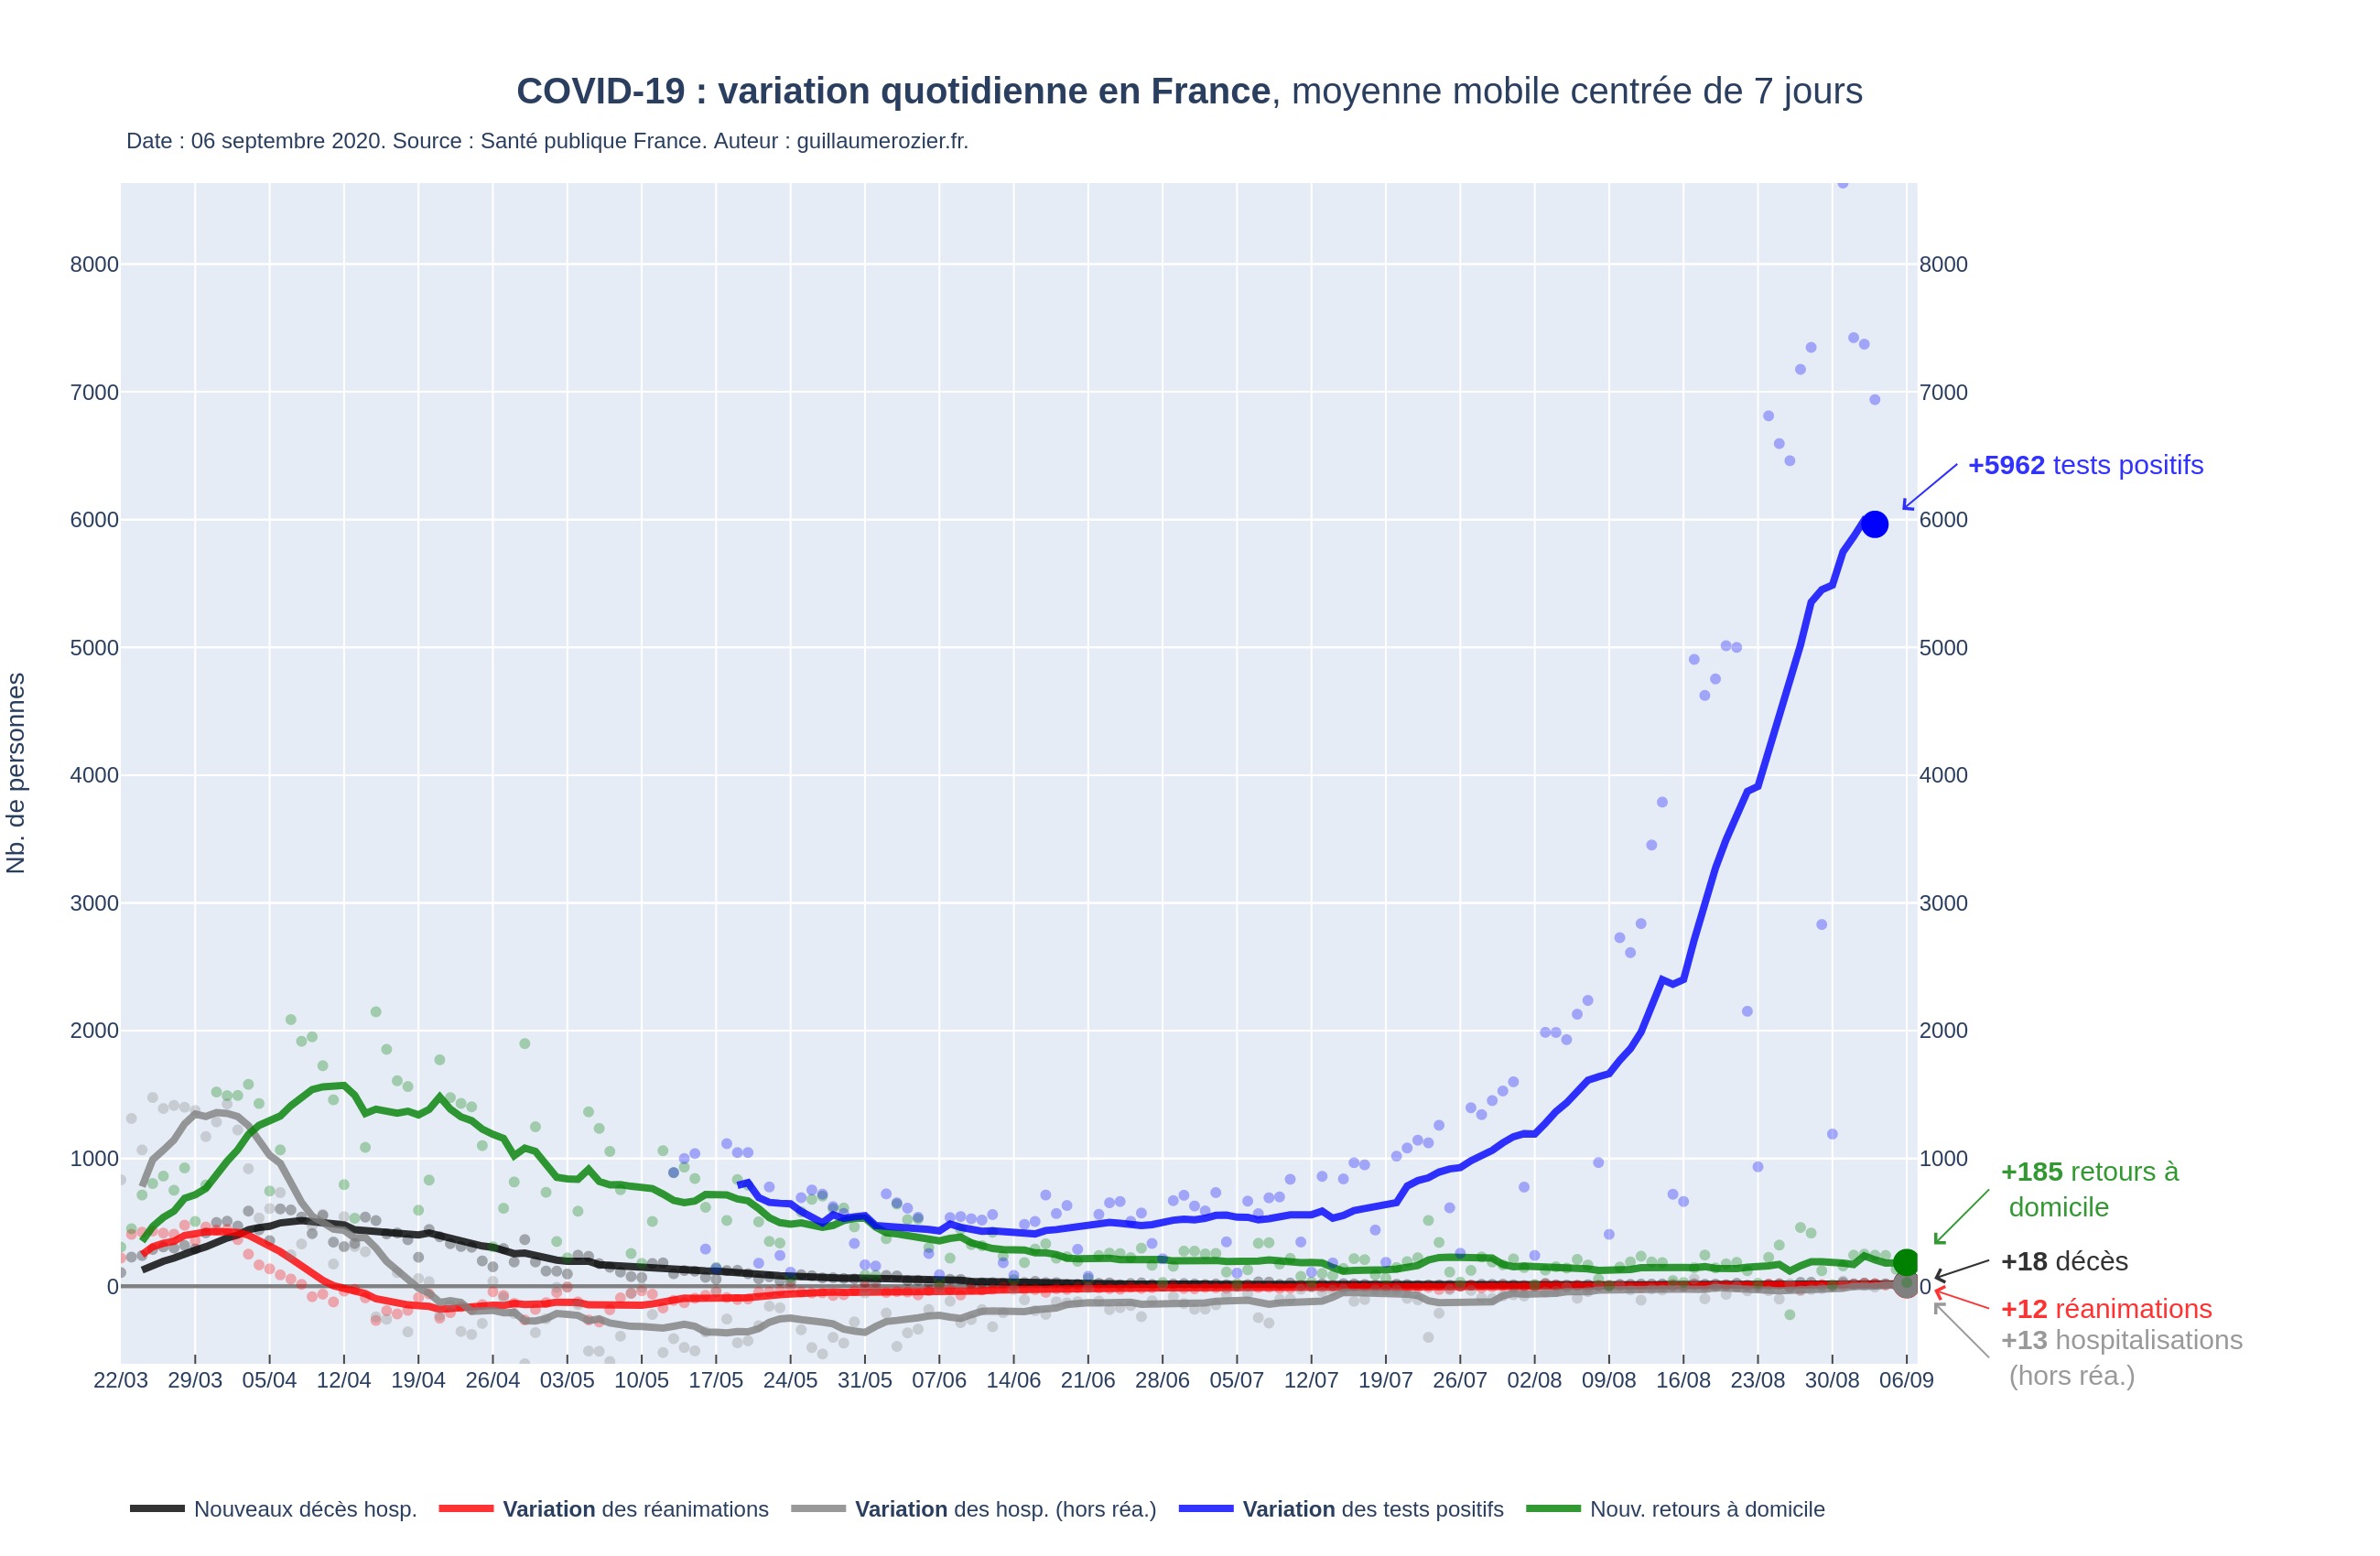 COVID-19 : variation quotidienne en France, moyenne mobile centrée de 7 jours
Date : 06 septembre 2020. Source : Santé publique France. Auteur : guillaumerozier.fr.
Nb. de personnes
8000
7000
6000
5000
4000
3000
2000
1000
0
8000
7000
6000
5000
4000
3000
2000
1000
0
+5962 tests positifs
+185 retours à
domicile
+18 décès
+12 réanimations
+13 hospitalisations
(hors réa.)
22/03 29/03 05/04 12/04 19/04 26/04 03/05 10/05 17/05 24/05 31/05 07/06 14/06 21/06 28/06 05/07 12/07 19/07 26/07 02/08 09/08 16/08 23/08 30/08 06/09
Nouveaux décès hosp. Variation des réanimations Variation des hosp. (hors réa.) Variation des tests positifs Nouv. retours à domicile